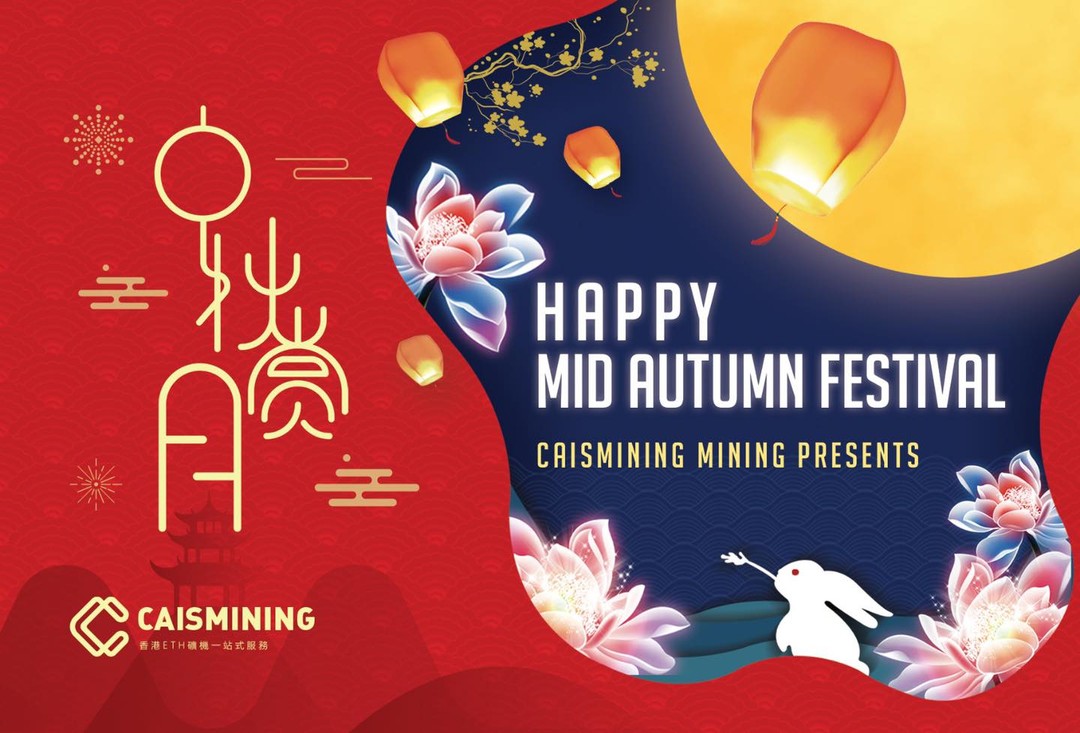 中秋賞月
HAPPY
MID AUTUMN FESTIVAL
CAISMINING MINING PRESENTS
CAISMINING
香港ETH礦機一站式服務